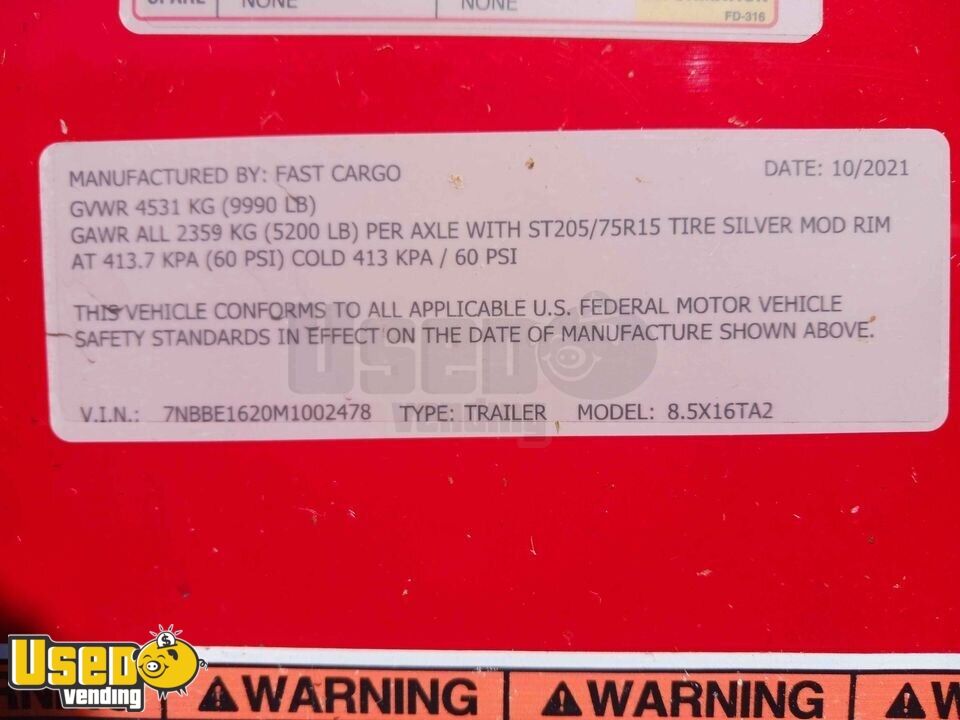 NONE NONE
FD-316
MANUFACTURED BY: FAST CARGO DATE: 10/2021
GVWR 4531 KG (9990 LB)
GAWR ALL 2359 KG (5200 LB) PER AXLE WITH ST205/75R15 TIRE SILVER MOD RIM
AT 413.7 KPA (60 PSI) COLD 413 KPA / 60 PSI
THIS VEHICLE CONFORMS TO ALL APPLICABLE U.S. FEDERAL MOTOR VEHICLE
SAFETY STANDARDS IN EFFECT ON THE DATE OF MANUFACTURE SHOWN ABOVE.
USED
vending
V.I.N.: 7NBBE1620M1002478 TYPE: TRAILER MODEL: 8.5X16TA2
USED
vending
WARNING WARNING